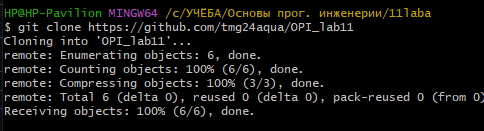 HP@HP-Pavilion MINGW64 /c/УЧЁБА/Основы прог. инженерии/11laba
$ git clone https://github.com/tmg24aqua/OPI_lab11
Cloning into 'OPI_lab11'...
remote: Enumerating objects: 6, done.
remote: Counting objects: 100% (6/6), done.
remote: Compressing objects: 100% (3/3), done.
remote: Total 6 (delta 0), reused 0 (delta 0), pack-reused 0 (from 0)
Receiving objects: 100% (6/6), done.